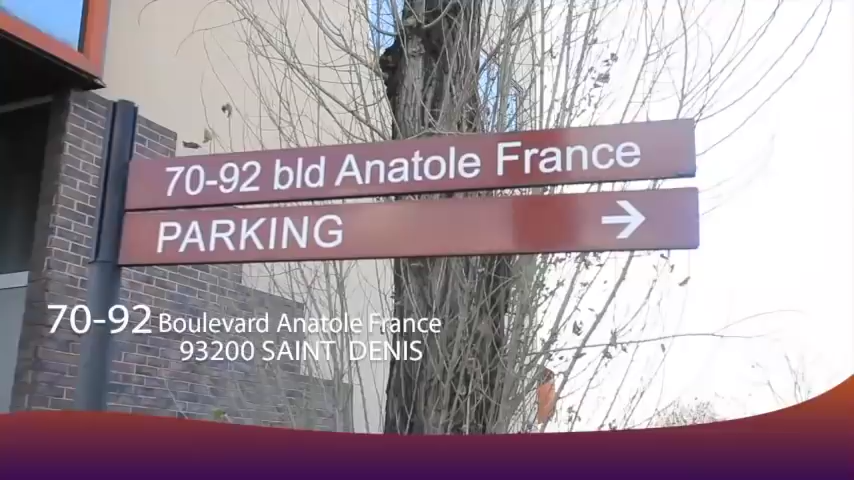 70-92 bld Anatole France
PARKING →
70-92 Boulevard Anatole France
93200 SAINT DENIS